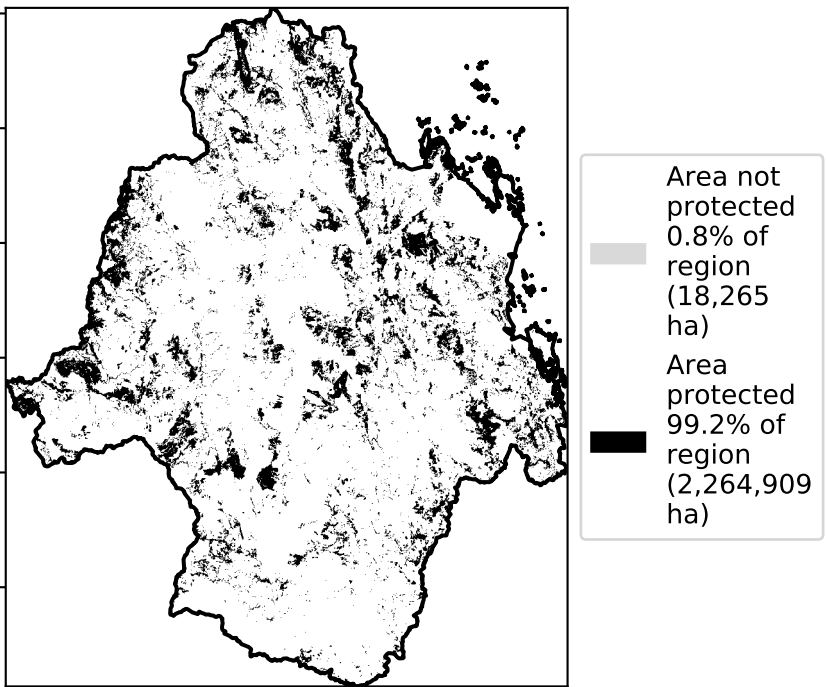 Area not
protected
0.8% of
region
(18,265
ha)
Area
protected
99.2% of
region
(2,264,909
ha)